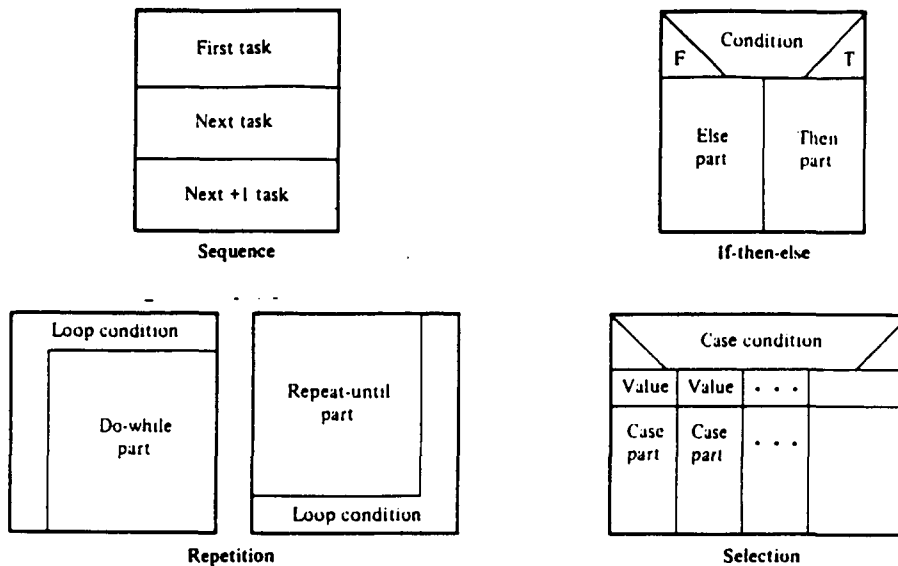 First task
Next task
Next +1 task
Sequence
Condition
F
T
Else
part
Then
part
If-then-else
Loop condition
Do-while
part
Repeat-until
part
Loop condition
Repetition
Case condition
Value
Value
. . .
Case
part
Case
part
. . .
Selection